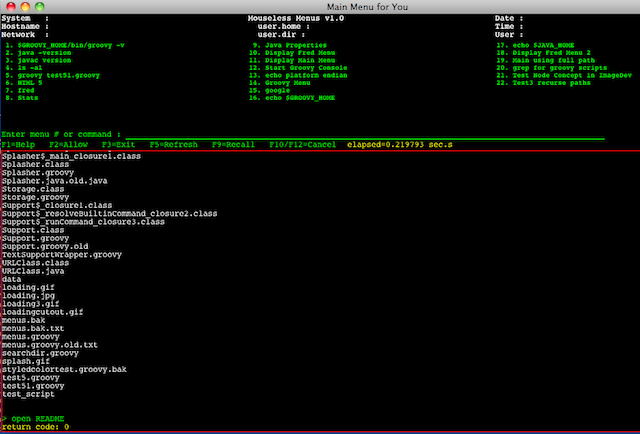 Main Menu for You
System : Mouseless Menus v1.0 Date :
Hostname : user.home : Time :
Network : user.dir : User :
1. $GROOVY_HOME/bin/groovy -v 9. Java Properties 17. echo $JAVA_HOME
2. java -version 10. Display Fred Menu 18. Display Fred Menu 2
3. javac version 11. Display Main Menu 19. Main using full path
4. ls -al 12. Start Groovy Console 20. grep for groovy scripts
5. groovy test51.groovy 13. echo platform endian 21. Test Node Concept in ImageDev
6. HTML 5 14. Groovy Menu 22. Test3 recurse paths
7. fred 15. google
8. Stats 16. echo $GROOVY_HOME
Enter menu # or command :
F1=Help F2=Allow F3=Exit F5=Refresh F9=Recall F10/F12=Cancel elapsed=0.219793 sec.s
Splasher$_main_closure1.class
Splasher.class
Splasher.groovy
Splasher.java.old.java
Storage.class
Storage.groovy
Support$_closure1.class
Support$_resolveBuiltinCommand_closure2.class
Support$_runCommand_closure3.class
Support.class
Support.groovy
Support.groovy.old
TextSupportWrapper.groovy
URLClass.class
URLClass.java
data
loading.gif
loading.jpg
loading3.gif
loadingcutout.gif
menus.bak
menus.bak.txt
menus.groovy
menus.groovy.old.txt
searchdir.groovy
splash.gif
styledcolortest.groovy.bak
test5.groovy
test51.groovy
test_script
> open README
return code: 0